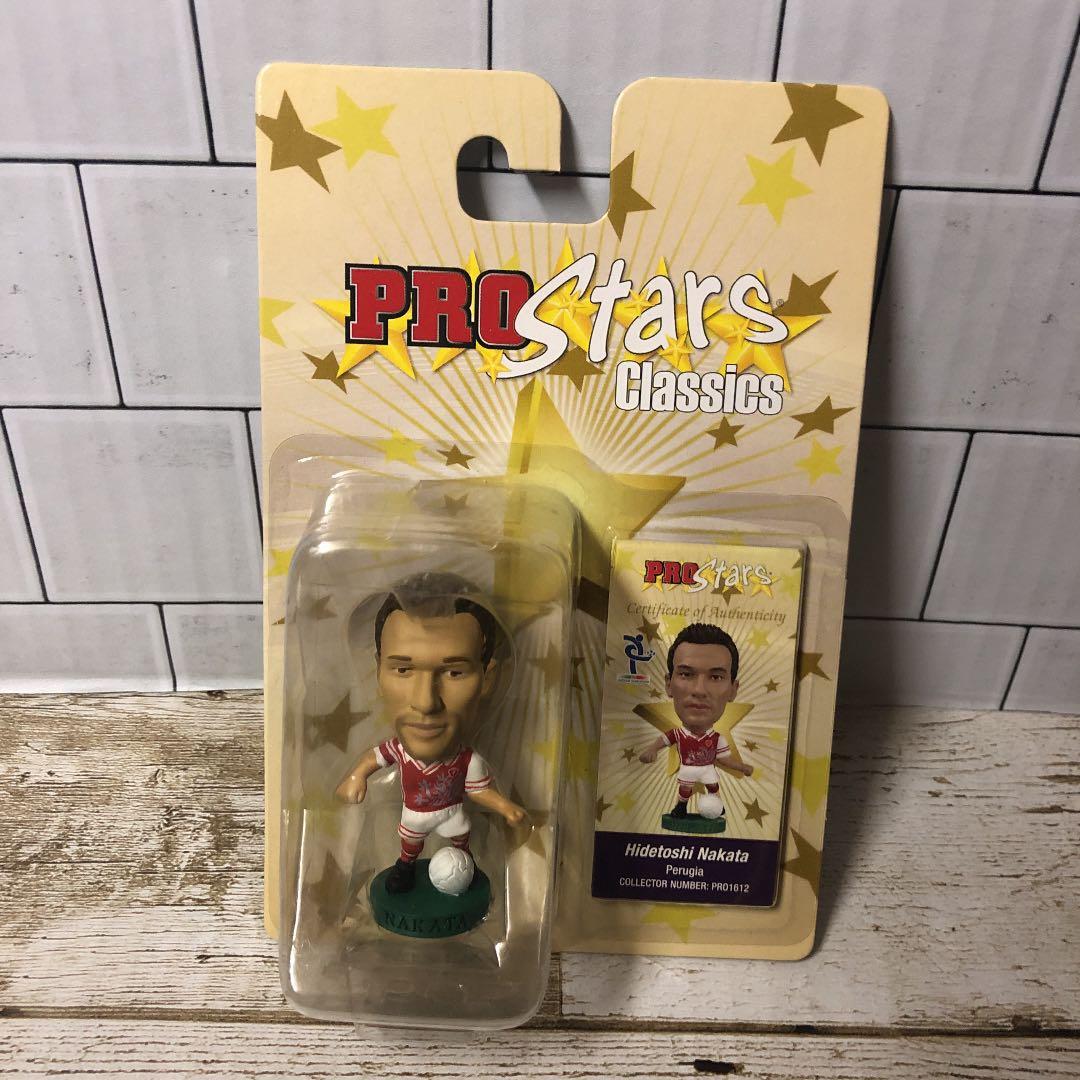 PRO Stars
Classics
PRO Stars
Certificate of Authenticity
Hidetoshi Nakata
Perugia
COLLECTOR NUMBER: PRO1612
NAKATA